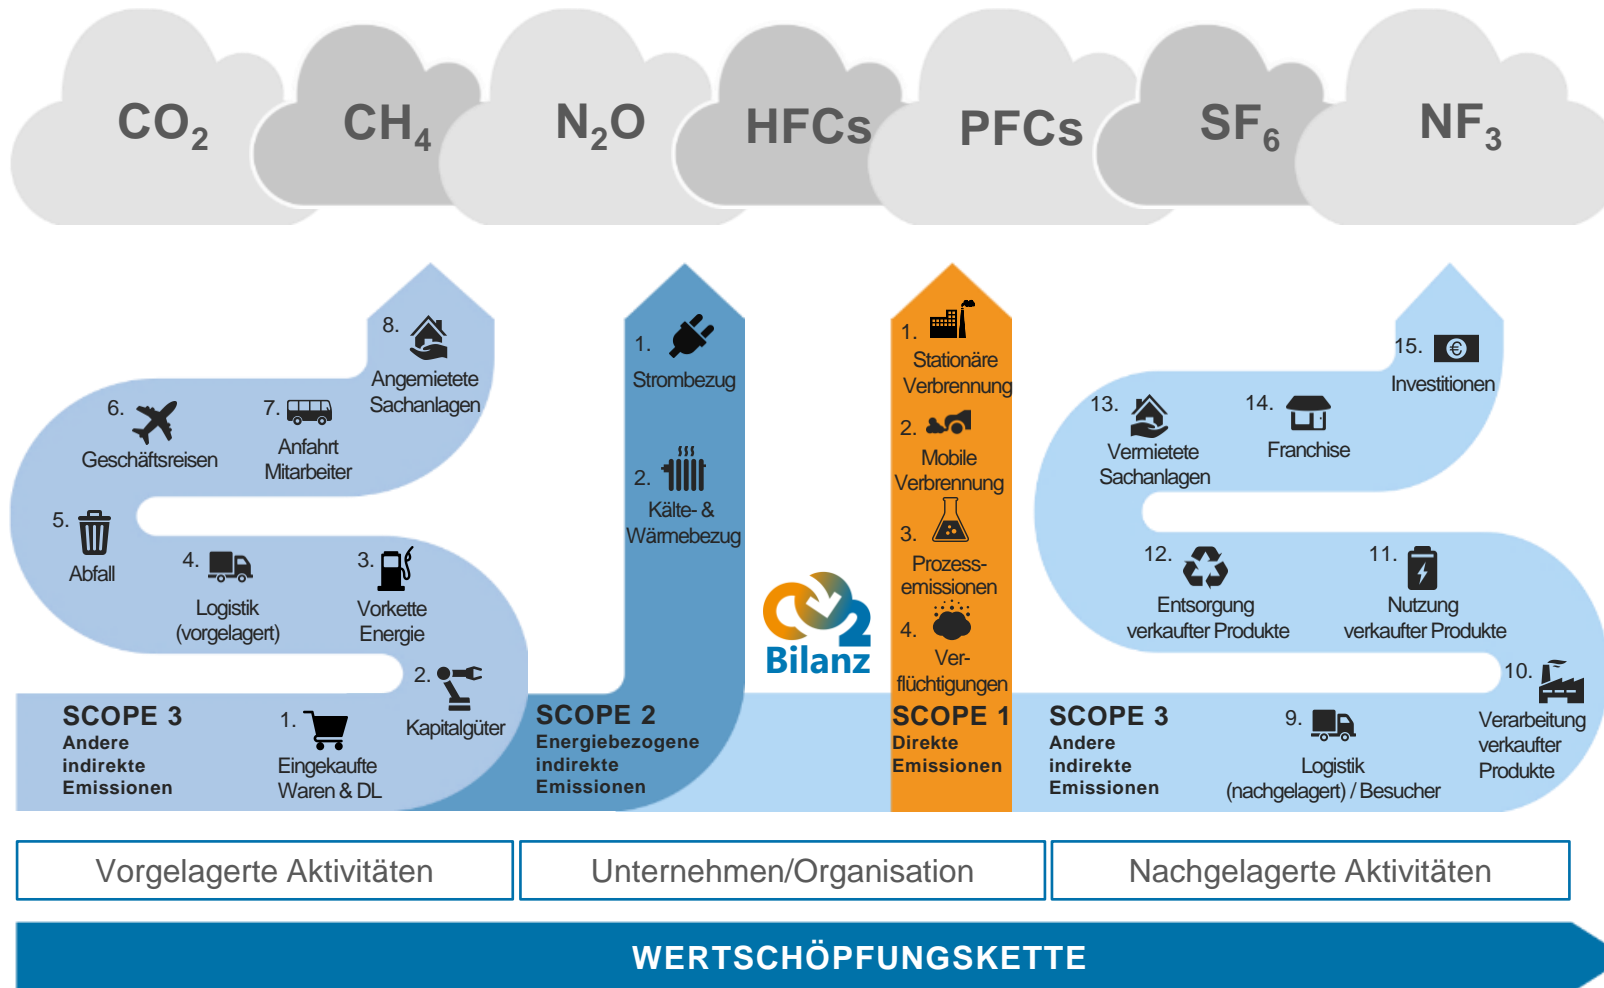 CO₂
CH₄
N₂O
HFCs
PFCs
SF₆
NF₃
SCOPE 3
Andere
indirekte
Emissionen
1.
Eingekaufte
Waren & DL
2.
Kapitalgüter
3.
Vorkette
Energie
4.
Logistik
(vorgelagert)
5.
Abfall
6.
Geschäftsreisen
7.
Anfahrt
Mitarbeiter
8.
Angemietete
Sachanlagen
SCOPE 2
Energiebezogene
indirekte
Emissionen
1.
Strombezug
2.
Kälte- &
Wärmebezug
CO2
Bilanz
SCOPE 1
Direkte
Emissionen
1.
Stationäre
Verbrennung
2.
Mobile
Verbrennung
3.
Prozess-
emissionen
4.
Ver-
flüchtigungen
SCOPE 3
Andere
indirekte
Emissionen
9.
Logistik
(nachgelagert) / Besucher
10.
Verarbeitung
verkaufter
Produkte
11.
Nutzung
verkaufter Produkte
12.
Entsorgung
verkaufter Produkte
13.
Vermietete
Sachanlagen
14.
Franchise
15.
€
Investitionen
Vorgelagerte Aktivitäten
Unternehmen/Organisation
Nachgelagerte Aktivitäten
WERTSCHÖPFUNGSKETTE